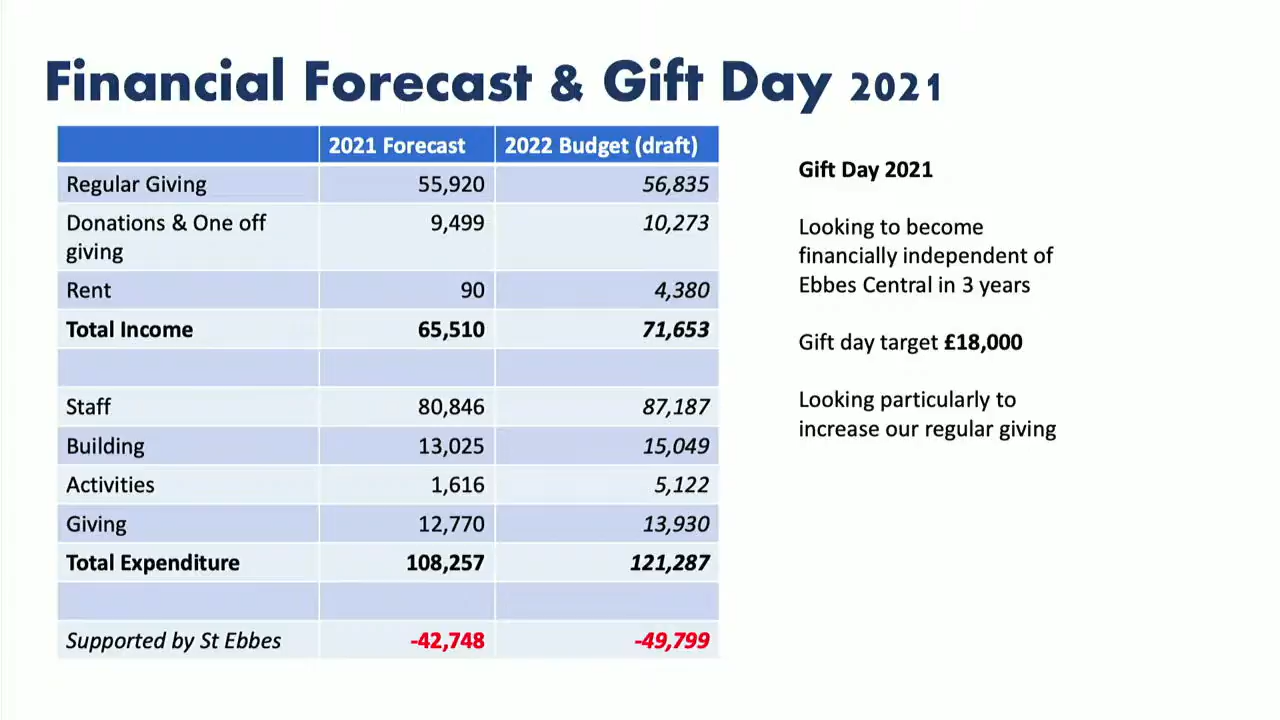 Financial Forecast & Gift Day 2021
2021 Forecast 2022 Budget (draft)
Regular Giving 55,920 56,835
Donations & One off 9,499 10,273
giving
Rent 90 4,380
Total Income 65,510 71,653
Staff 80,846 87,187
Building 13,025 15,049
Activities 1,616 5,122
Giving 12,770 13,930
Total Expenditure 108,257 121,287
Supported by St Ebbes -42,748 -49,799
Gift Day 2021
Looking to become
financially independent of
Ebbes Central in 3 years
Gift day target £18,000
Looking particularly to
increase our regular giving